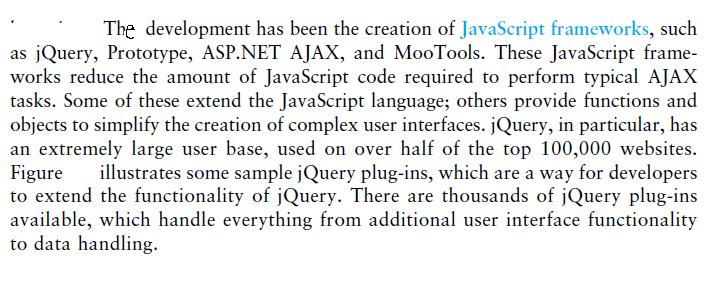 The development has been the creation of JavaScript frameworks, such
as jQuery, Prototype, ASP.NET AJAX, and MooTools. These JavaScript frame-
works reduce the amount of JavaScript code required to perform typical AJAX
tasks. Some of these extend the JavaScript language; others provide functions and
objects to simplify the creation of complex user interfaces. jQuery, in particular, has
an extremely large user base, used on over half of the top 100,000 websites.
Figure illustrates some sample jQuery plug-ins, which are a way for developers
to extend the functionality of jQuery. There are thousands of jQuery plug-ins
available, which handle everything from additional user interface functionality
to data handling.